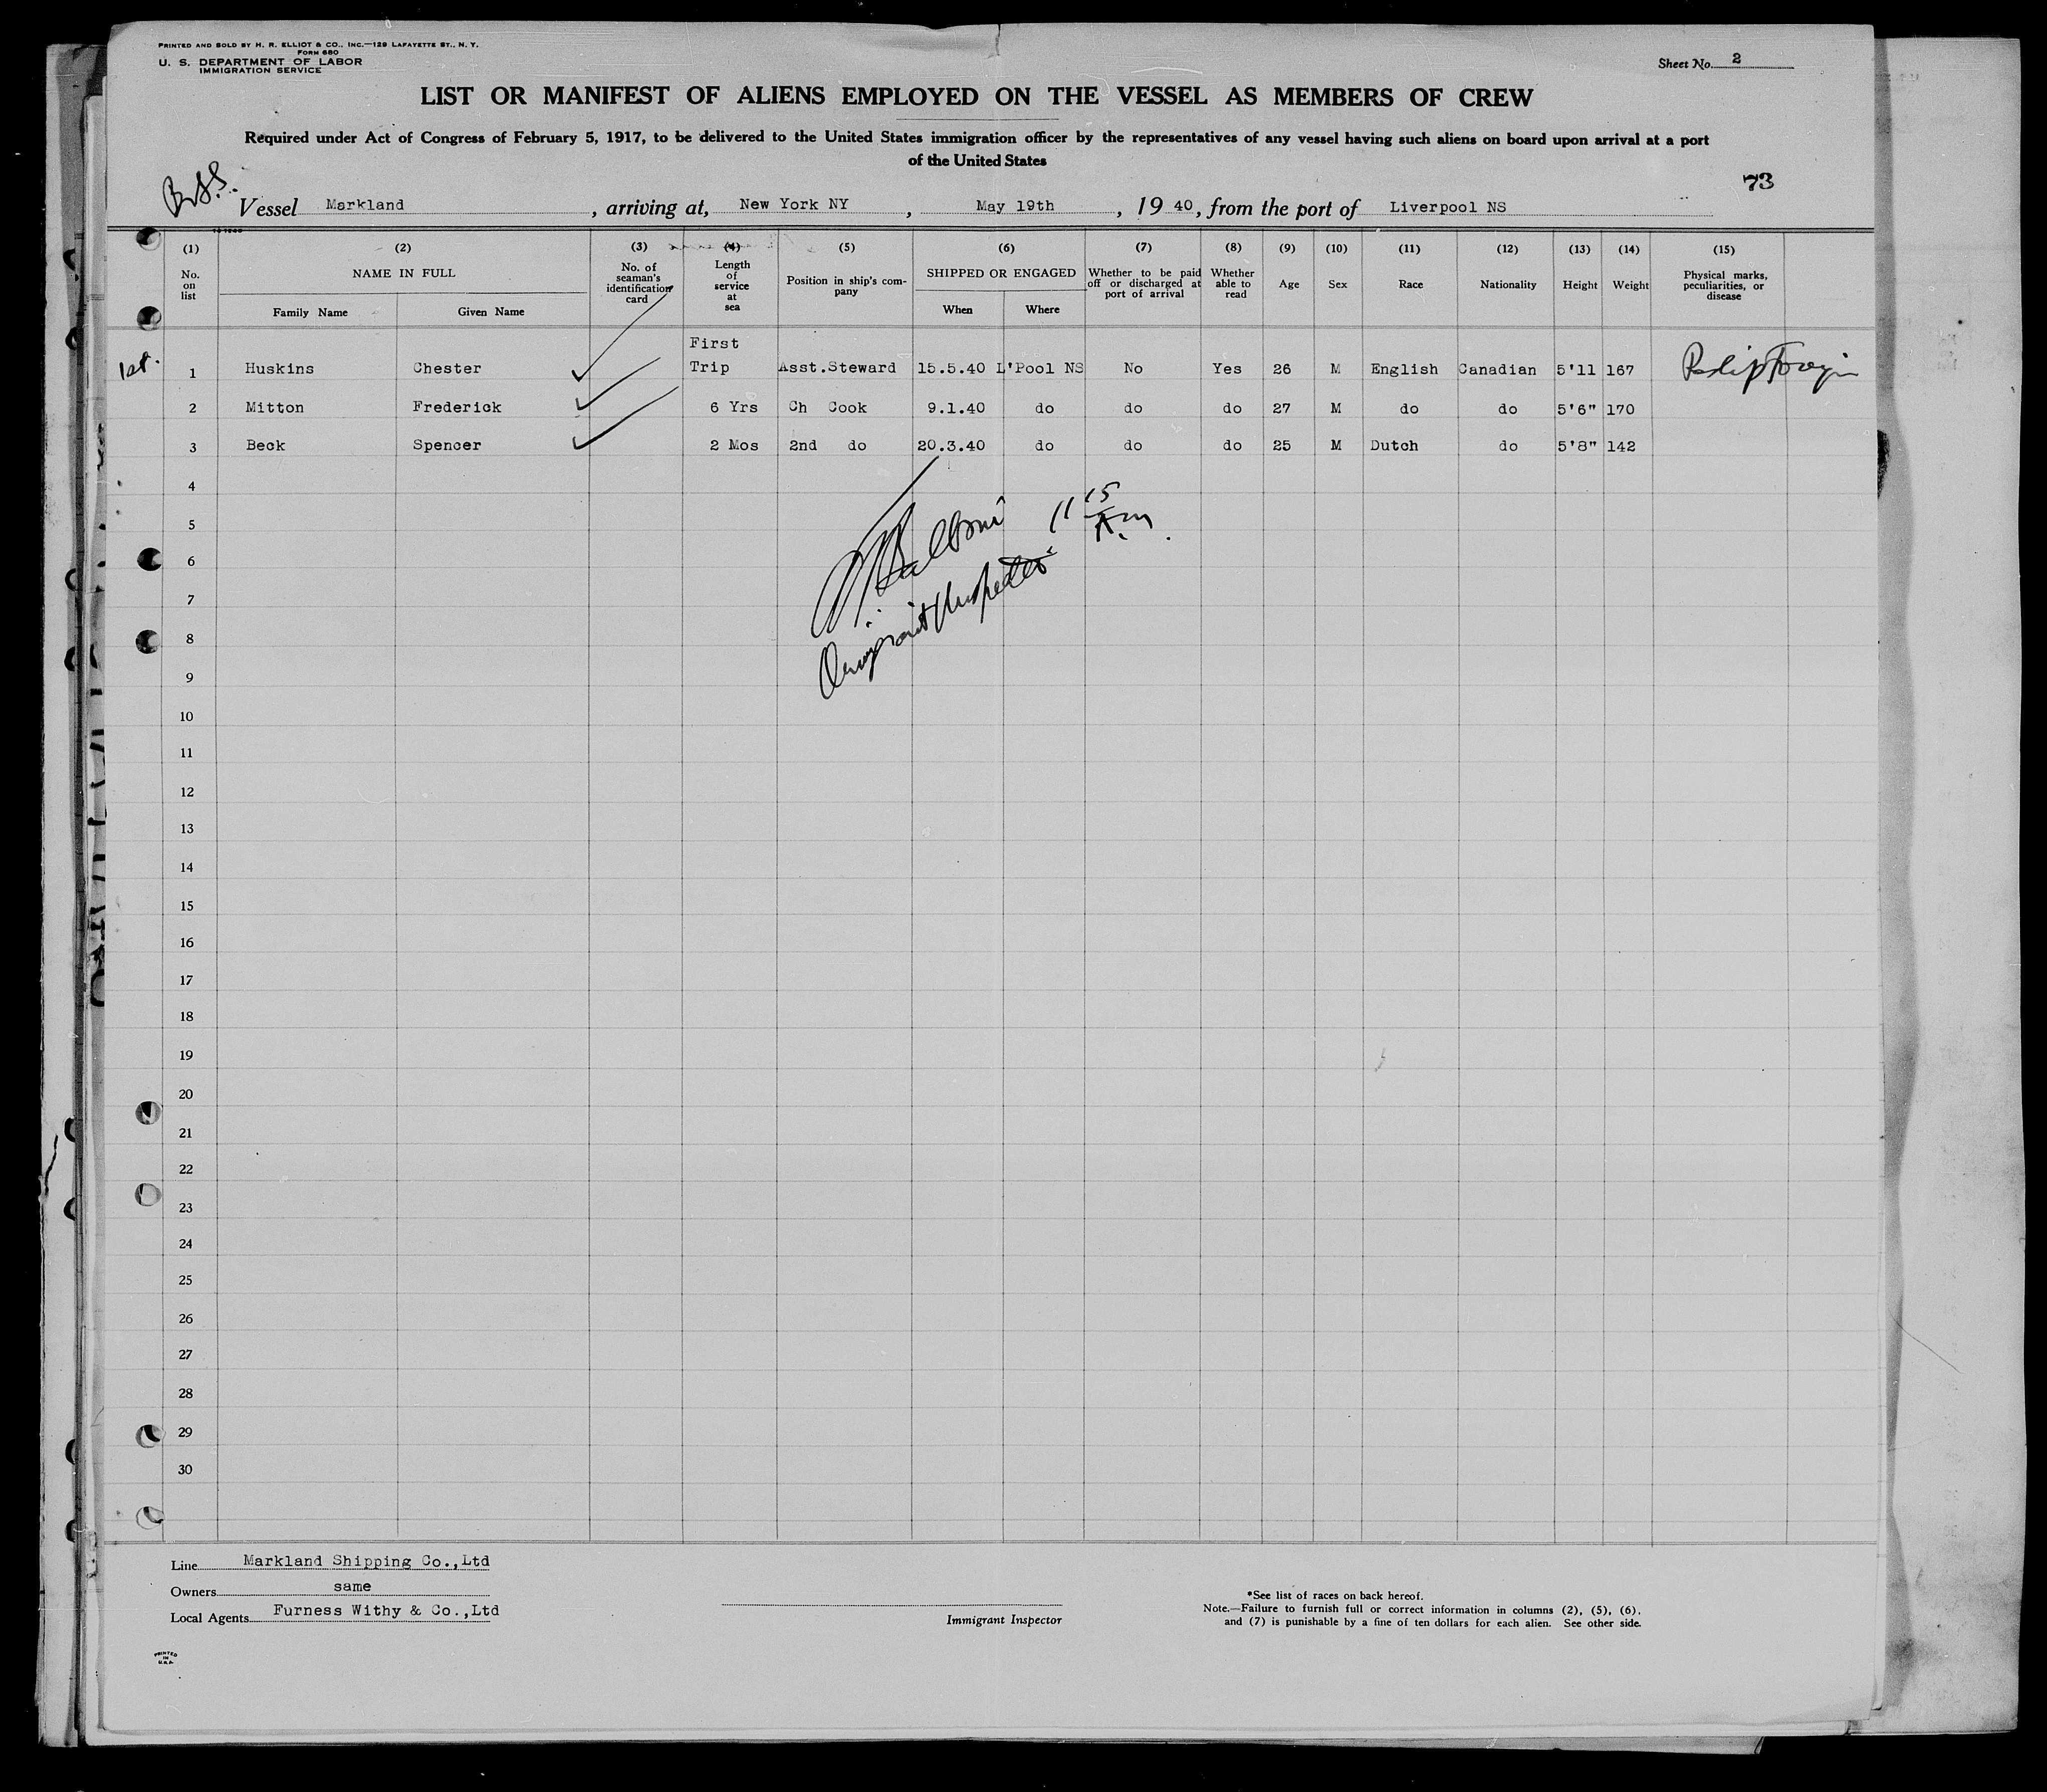 PRINTED AND SOLD BY H. R. ELLIOT & CO., INC.—129 LAFAYETTE ST., N. Y.
FORM 680
U. S. DEPARTMENT OF LABOR
IMMIGRATION SERVICE
Sheet No. 2
LIST OR MANIFEST OF ALIENS EMPLOYED ON THE VESSEL AS MEMBERS OF CREW
Required under Act of Congress of February 5, 1917, to be delivered to the United States immigration officer by the representatives of any vessel having such aliens on board upon arrival at a port
of the United States
73
Vessel Markland, arriving at, New York NY, May 19th, 1940, from the port of Liverpool NS
(1) (2) (3) (4) (5) (6) (7) (8) (9) (10) (11) (12) (13) (14) (15)
No. on list NAME IN FULL Family Name Given Name No. of seaman's identification card Length of service at sea Position in ship's company SHIPPED OR ENGAGED When Where Whether to be paid off or discharged at port of arrival Whether able to read Age Sex Race Nationality Height Weight Physical marks, peculiarities, or disease
1st. 1 Huskins Chester First Trip Asst.Steward 15.5.40 L'Pool NS No Yes 26 M English Canadian 5'11 167
2 Mitton Frederick 6 Yrs Ch Cook 9.1.40 do do do 27 M do do 5'6" 170
3 Beck Spencer 2 Mos 2nd do 20.3.40 do do do 25 M Dutch do 5'8" 142
4
5 11 15 A.m.
6
7
8
9
10
11
12
13
14
15
16
17
18
19
20
21
22
23
24
25
26
27
28
29
30
Line Markland Shipping Co.,Ltd
Owners same
Local Agents Furness Withy & Co.,Ltd
Immigrant Inspector
*See list of races on back hereof.
Note.—Failure to furnish full or correct information in columns (2), (5), (6),
and (7) is punishable by a fine of ten dollars for each alien. See other side.
PRINTED
IN
U.S.A.